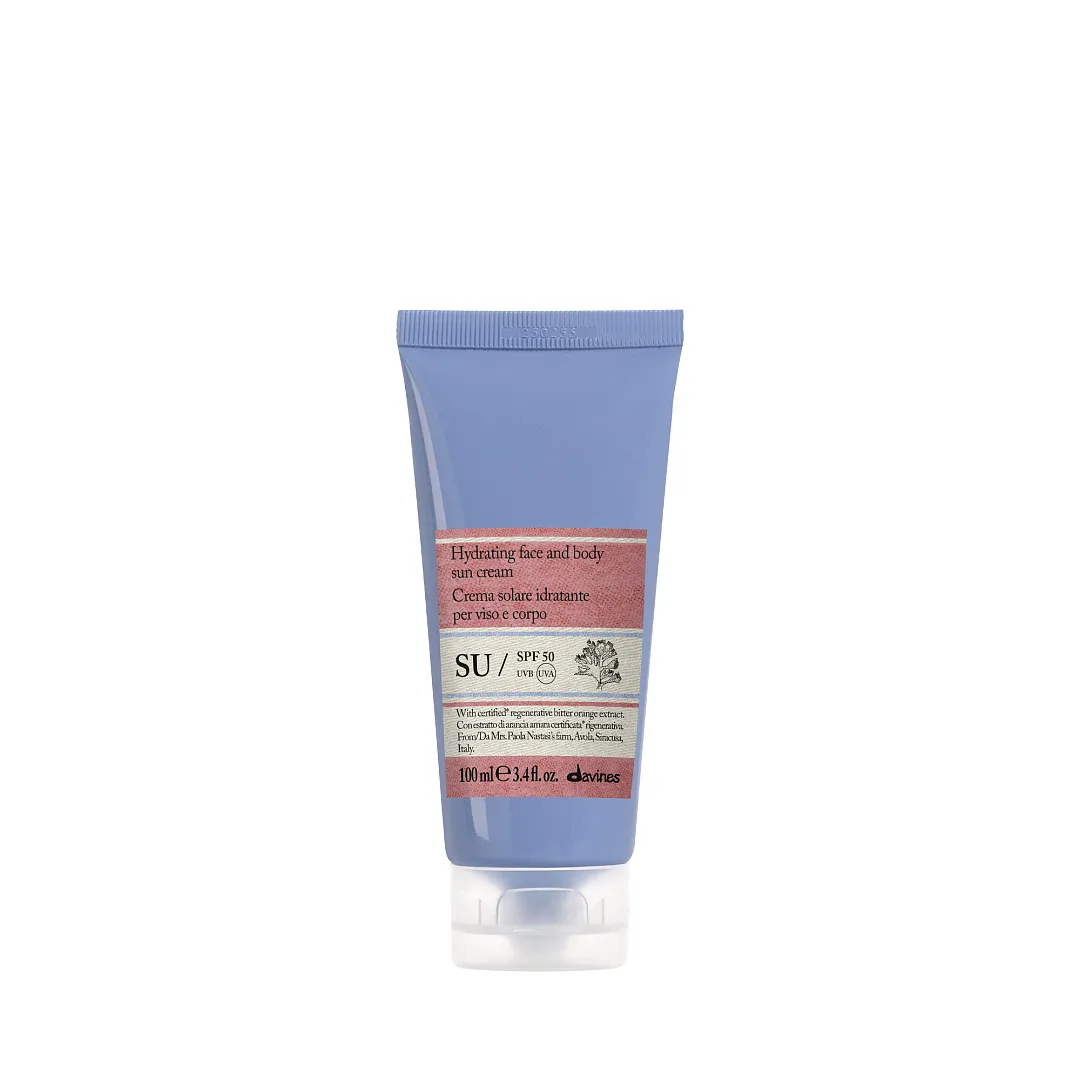 250255
Hydrating face and body
sun cream
Crema solare idratante
per viso e corpo
SU / SPF 50
UVB UVA
With certified* regenerative bitter orange extract.
Con estratto di arancia amara certificata* rigenerativa.
From/Da Mrs. Paola Nastasi's farm, Avola, Siracusa,
Italy.
100 ml ℮ 3.4 fl. oz. davines